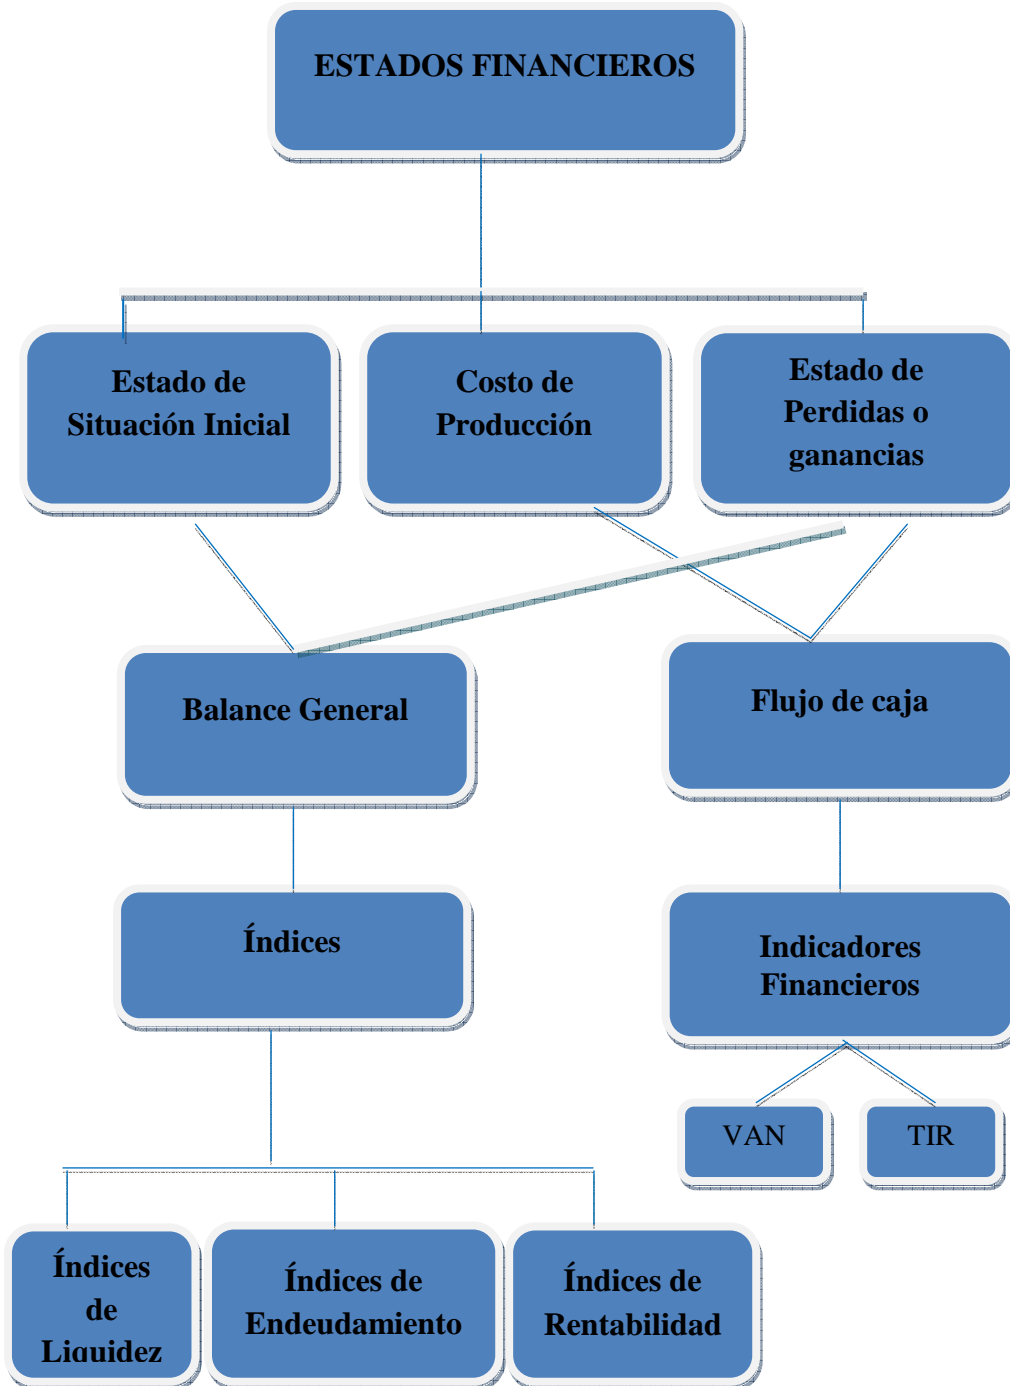 ESTADOS FINANCIEROS
Estado de
Situación Inicial
Costo de
Producción
Estado de
Perdidas o
ganancias
Balance General
Flujo de caja
Índices
Indicadores
Financieros
VAN
TIR
Índices
de
Liquidez
Índices de
Endeudamiento
Índices de
Rentabilidad